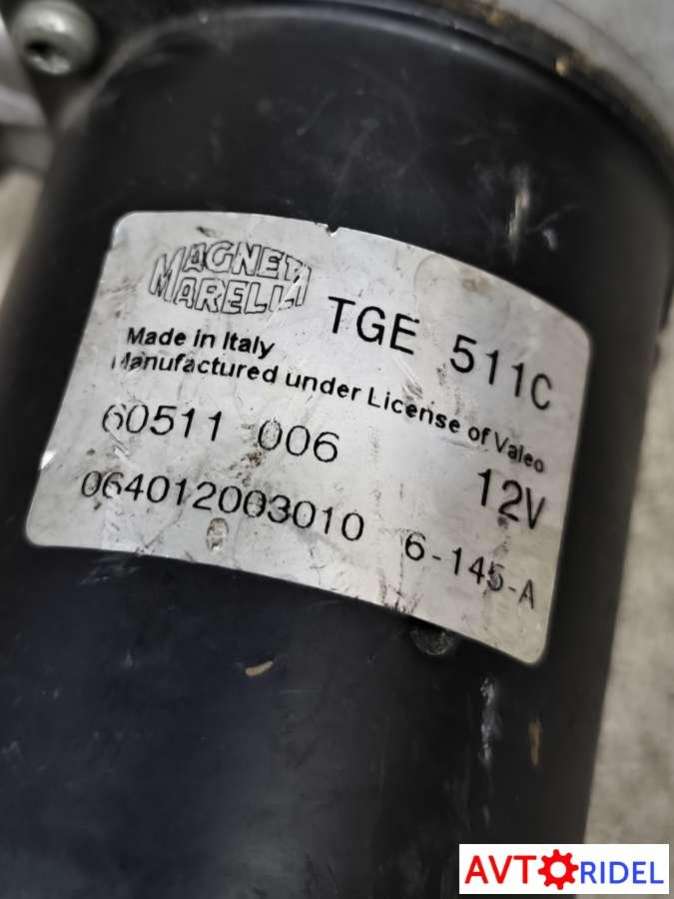 MAGNETI
MARELLI
TGE 511C
Made in Italy
Manufactured under License of Valeo
60511 006
12V
064012003010 6-145-A
AVTORIDEL